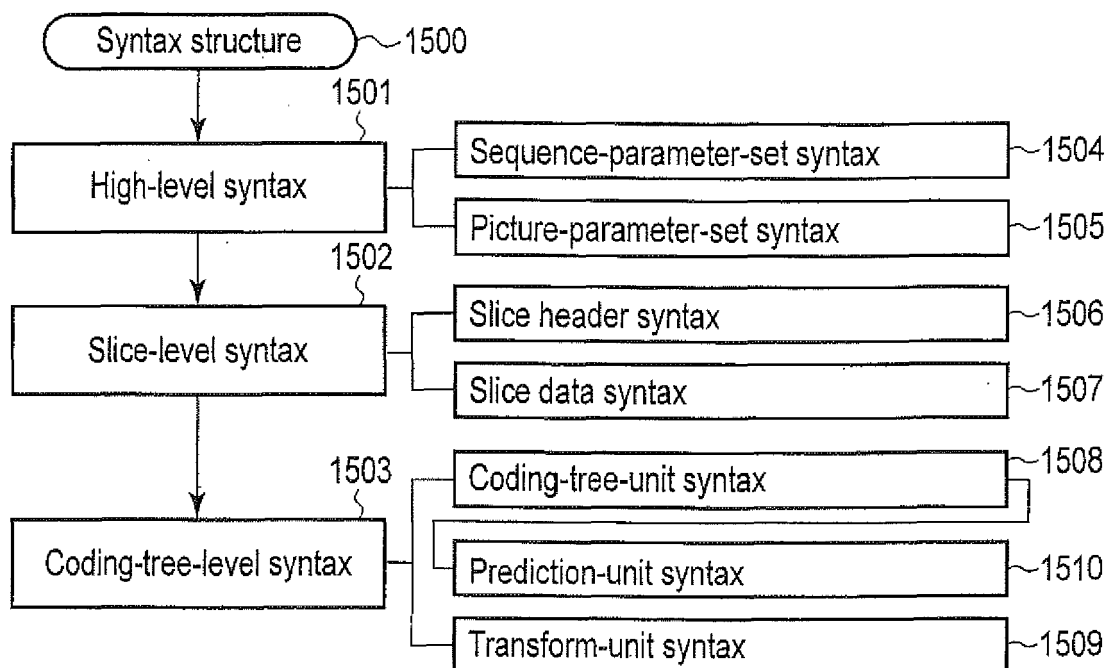 Syntax structure 1500
1501
High-level syntax
Sequence-parameter-set syntax 1504
Picture-parameter-set syntax 1505
1502
Slice-level syntax
Slice header syntax 1506
Slice data syntax 1507
1503
Coding-tree-level syntax
Coding-tree-unit syntax 1508
Prediction-unit syntax 1510
Transform-unit syntax 1509